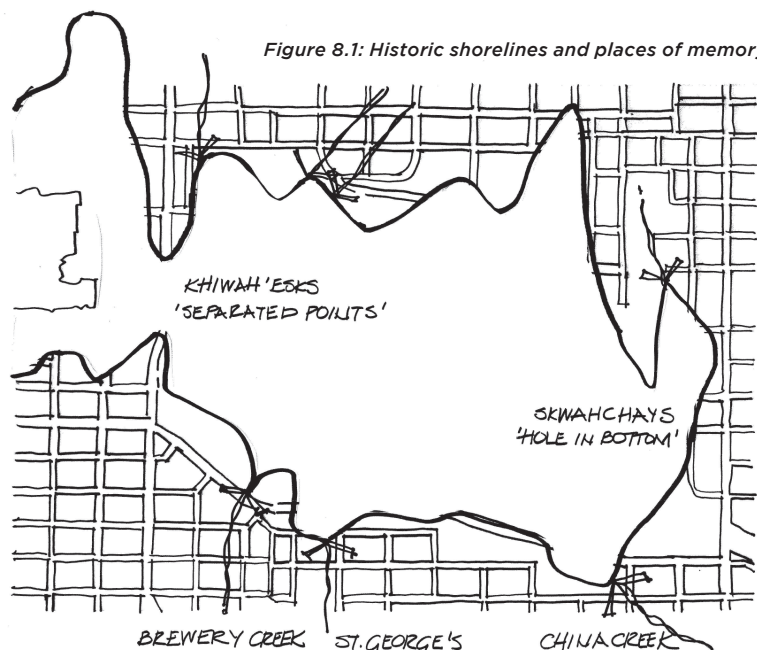 Figure 8.1: Historic shorelines and places of memory
KHIWAH'ESKS
'SEPARATED POINTS'
SKWAHCHAYS
'HOLE IN BOTTOM'
BREWERY CREEK
ST. GEORGE'S
CHINA CREEK